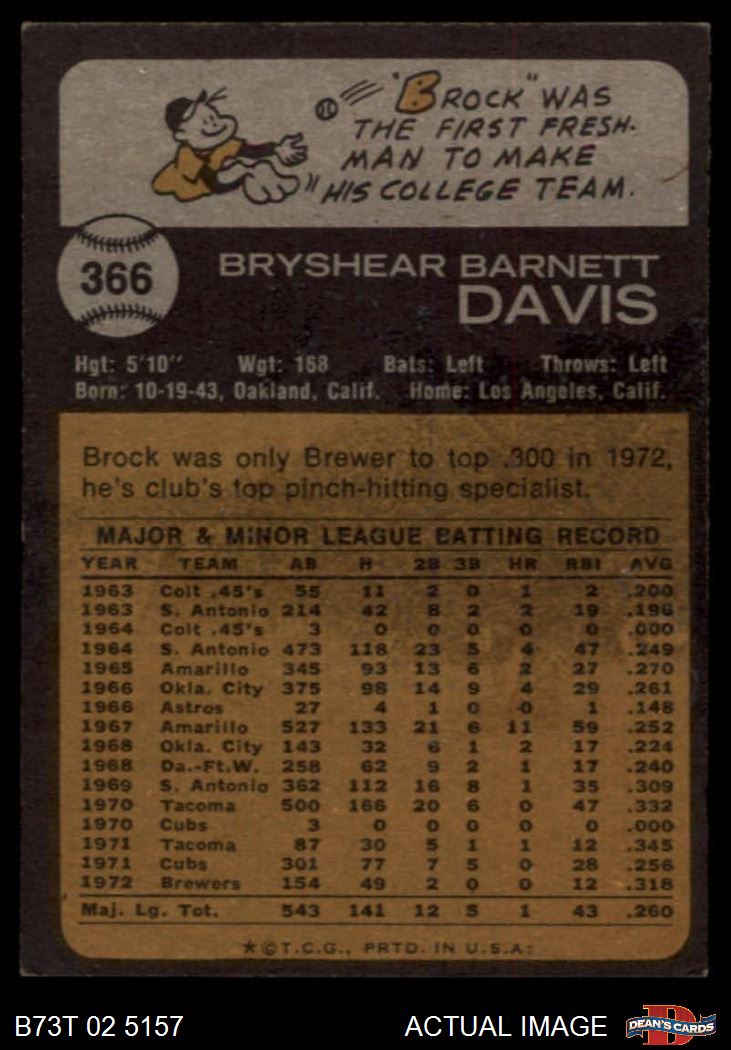 "BROCK" WAS
THE FIRST FRESH-
MAN TO MAKE
HIS COLLEGE TEAM.
366
BRYSHEAR BARNETT
DAVIS
Hgt: 5'10" Wgt: 168 Bats: Left Throws: Left
Born: 10-19-43, Oakland, Calif. Home: Los Angeles, Calif.
Brock was only Brewer to top .300 in 1972,
he's club's top pinch-hitting specialist.
MAJOR & MINOR LEAGUE BATTING RECORD
YEAR TEAM AB H 2B 3B HR RBI AVG
1963 Colt .45's 55 11 2 0 1 2 .200
1963 S. Antonio 214 42 8 2 2 19 .196
1964 Colt .45's 3 0 0 0 0 0 .000
1964 S. Antonio 473 118 23 5 4 47 .249
1965 Amarillo 345 93 13 6 2 27 .270
1966 Okla. City 375 98 14 9 4 29 .261
1966 Astros 27 4 1 0 0 1 .148
1967 Amarillo 527 133 21 6 11 59 .252
1968 Okla. City 143 32 6 1 2 17 .224
1968 Da.-Ft.W. 258 62 9 2 1 17 .240
1969 S. Antonio 362 112 16 8 1 35 .309
1970 Tacoma 500 166 20 6 0 47 .332
1970 Cubs 3 0 0 0 0 0 .000
1971 Tacoma 87 30 5 1 1 12 .345
1971 Cubs 301 77 7 5 0 28 .256
1972 Brewers 154 49 2 0 0 12 .318
Maj. Lg. Tot. 543 141 12 5 1 43 .260
*© T.C.G., PRTD. IN U.S.A.
B73T 02 5157 ACTUAL IMAGE
D
DEAN'S CARDS